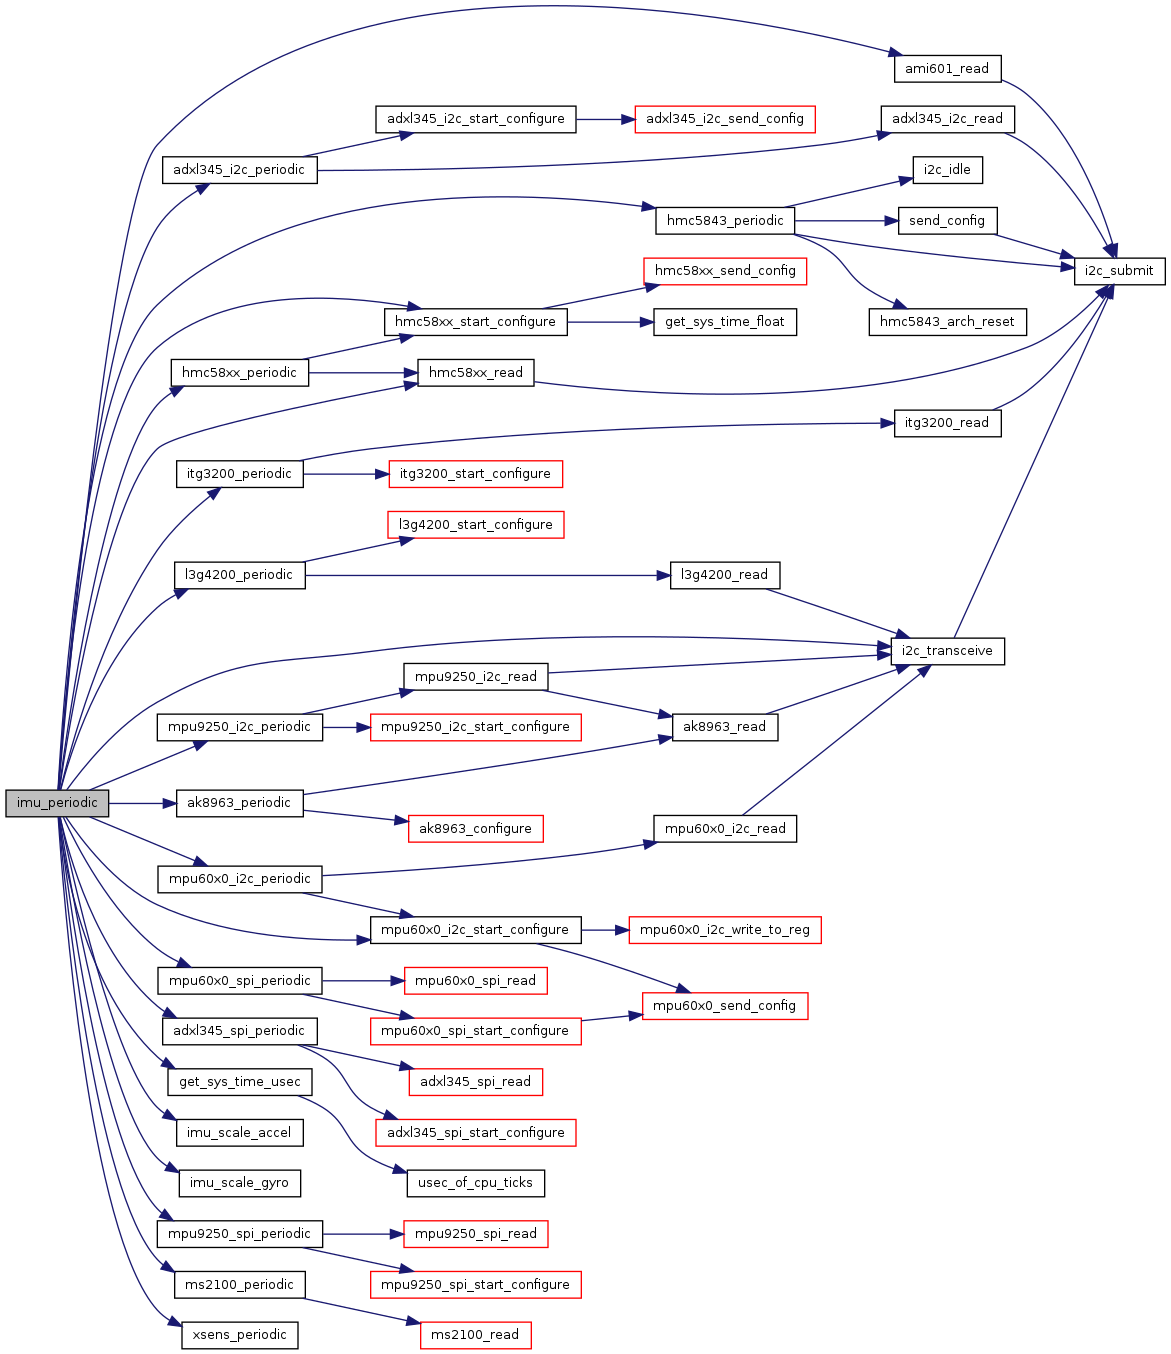 ami601_read
adxl345_i2c_start_configure
adxl345_i2c_send_config
adxl345_i2c_read
adxl345_i2c_periodic
i2c_idle
hmc5843_periodic
send_config
hmc58xx_send_config
i2c_submit
hmc58xx_start_configure
get_sys_time_float
hmc5843_arch_reset
hmc58xx_periodic
hmc58xx_read
itg3200_read
itg3200_periodic
itg3200_start_configure
l3g4200_start_configure
l3g4200_periodic
l3g4200_read
i2c_transceive
mpu9250_i2c_read
mpu9250_i2c_periodic
mpu9250_i2c_start_configure
ak8963_read
imu_periodic
ak8963_periodic
ak8963_configure
mpu60x0_i2c_read
mpu60x0_i2c_periodic
mpu60x0_i2c_start_configure
mpu60x0_i2c_write_to_reg
mpu60x0_spi_periodic
mpu60x0_spi_read
mpu60x0_send_config
adxl345_spi_periodic
mpu60x0_spi_start_configure
get_sys_time_usec
adxl345_spi_read
imu_scale_accel
adxl345_spi_start_configure
imu_scale_gyro
usec_of_cpu_ticks
mpu9250_spi_periodic
mpu9250_spi_read
ms2100_periodic
mpu9250_spi_start_configure
xsens_periodic
ms2100_read